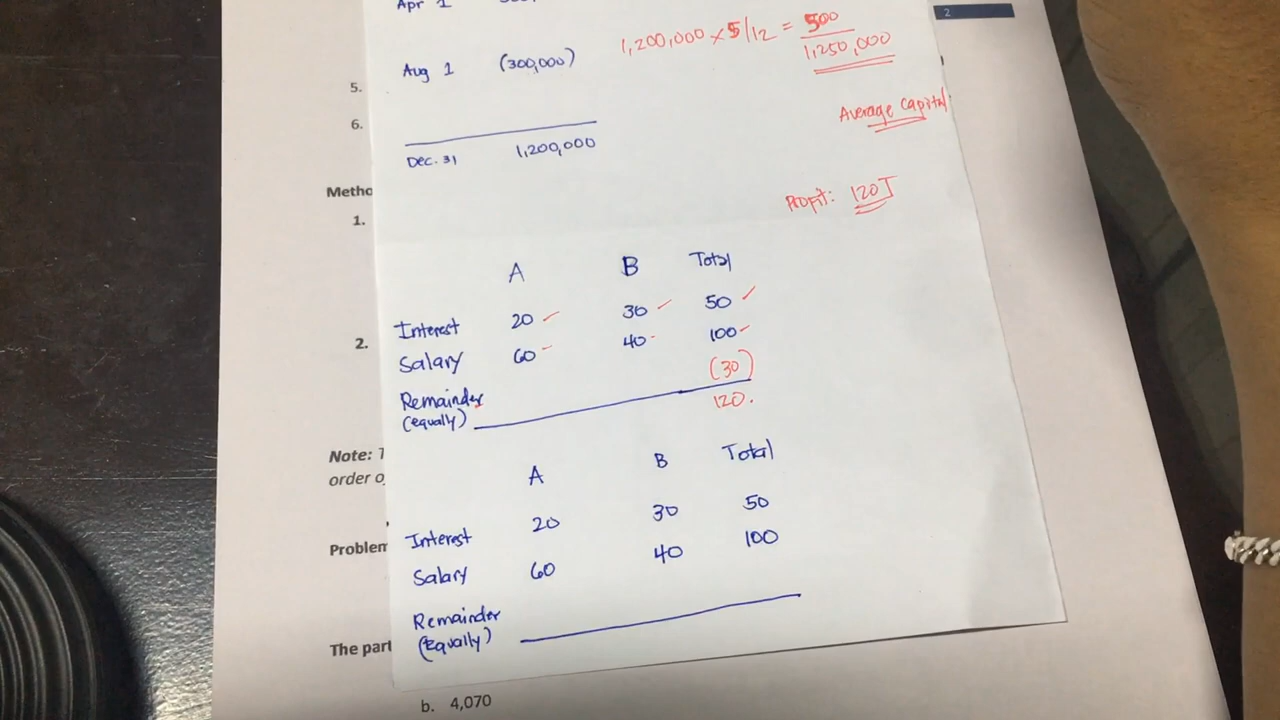 Apr 1
2
1,200,000 x 5/12 = 500
1,250,000
Aug 1 (300,000)
5.
6.
Average Capital
Dec. 31 1,200,000
Metho
Profit: 120T
1.
A B Total
Interest 20 30 50
2.
Salary 60 40 100
(30)
Remainder
(equally)
120.
A B Total
Note: T
order o
Interest 20 30 50
Problem
Salary 60 40 100
Remainder
(Equally)
The part
b. 4,070